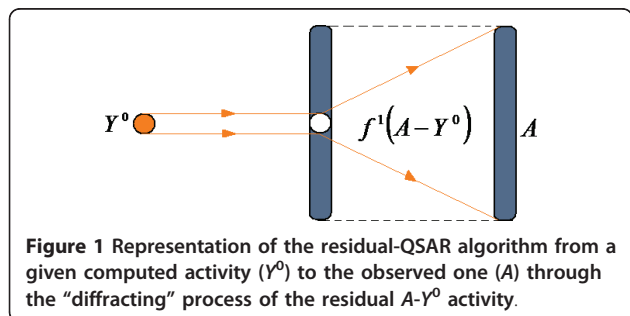 Y⁰ f¹(A − Y⁰) A
Figure 1 Representation of the residual-QSAR algorithm from a
given computed activity (Y⁰) to the observed one (A) through
the “diffracting” process of the residual A-Y⁰ activity.